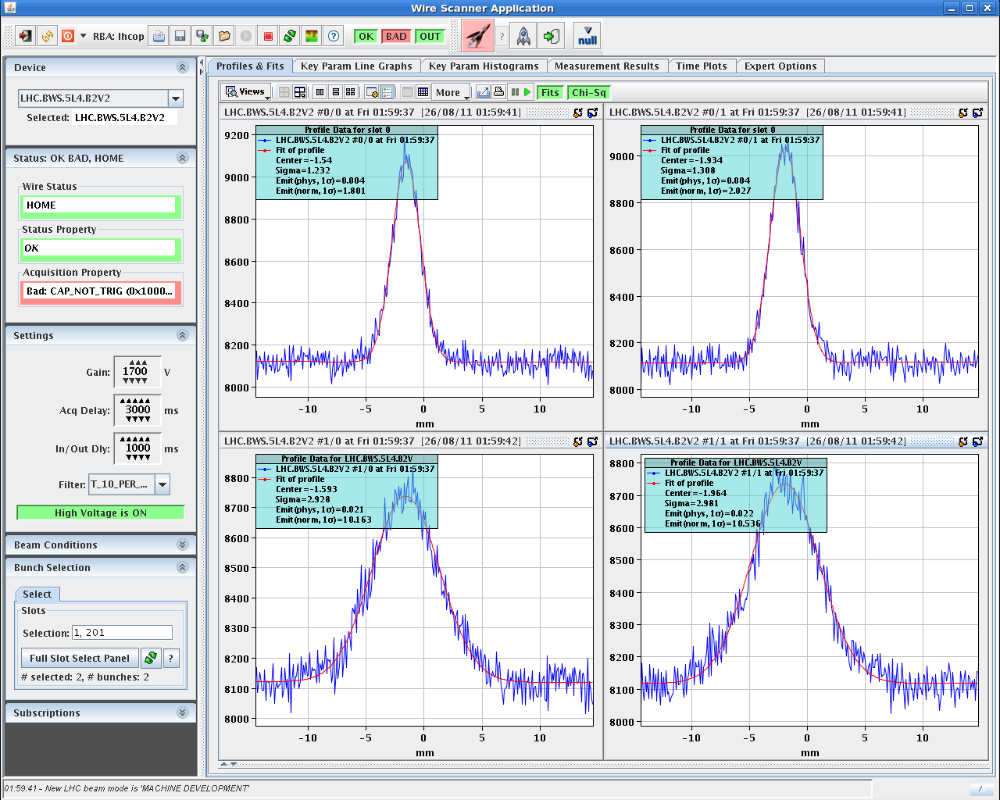 Wire Scanner Application
RBA: lhcop
OK BAD OUT
?
null
Device
LHC.BWS.5L4.B2V2
Selected: LHC.BWS.5L4.B2V2
Status: OK BAD, HOME
Wire Status
HOME
Status Property
OK
Acquisition Property
Bad: CAP_NOT_TRIG (0x1000...
Settings
Gain: 1700 V
Acq Delay: 3000 ms
In/Out Dly: 1000 ms
Filter: T_10_PER_...
High Voltage is ON
Beam Conditions
Bunch Selection
Select
Slots
Selection: 1, 201
Full Slot Select Panel ?
# selected: 2, # bunches: 2
Subscriptions
Profiles & Fits Key Param Line Graphs Key Param Histograms Measurement Results Time Plots Expert Options
Views More Fits Chi-Sq
LHC.BWS.5L4.B2V2 #0/0 at Fri 01:59:37 [26/08/11 01:59:41]
Profile Data for slot 0
LHC.BWS.5L4.B2V2 #0/0 at Fri 01:59:37
Fit of profile
Center=-1.54
Sigma=1.232
Emit(phys, 1σ)=0.004
Emit(norm, 1σ)=1.801
9200
9000
8800
8600
8400
8200
8000
-10 -5 0 5 10
mm
LHC.BWS.5L4.B2V2 #0/1 at Fri 01:59:37 [26/08/11 01:59:41]
Profile Data for slot 0
LHC.BWS.5L4.B2V2 #0/1 at Fri 01:59:37
Fit of profile
Center=-1.934
Sigma=1.308
Emit(phys, 1σ)=0.004
Emit(norm, 1σ)=2.027
9000
8800
8600
8400
8200
8000
-10 -5 0 5 10
mm
LHC.BWS.5L4.B2V2 #1/0 at Fri 01:59:37 [26/08/11 01:59:42]
Profile Data for LHC.BWS.5L4.B2V
LHC.BWS.5L4.B2V2 #1/0 at Fri 01:59:37
Fit of profile
Center=-1.593
Sigma=2.928
Emit(phys, 1σ)=0.021
Emit(norm, 1σ)=10.163
8800
8700
8600
8500
8400
8300
8200
8100
8000
-10 -5 0 5 10
mm
LHC.BWS.5L4.B2V2 #1/1 at Fri 01:59:37 [26/08/11 01:59:42]
Profile Data for LHC.BWS.5L4.B2V
LHC.BWS.5L4.B2V2 #1/1 at Fri 01:59:37
Fit of profile
Center=-1.964
Sigma=2.981
Emit(phys, 1σ)=0.022
Emit(norm, 1σ)=10.536
8800
8700
8600
8500
8400
8300
8200
8100
8000
-10 -5 0 5 10
mm
01:59:41 - New LHC beam mode is 'MACHINE DEVELOPMENT'